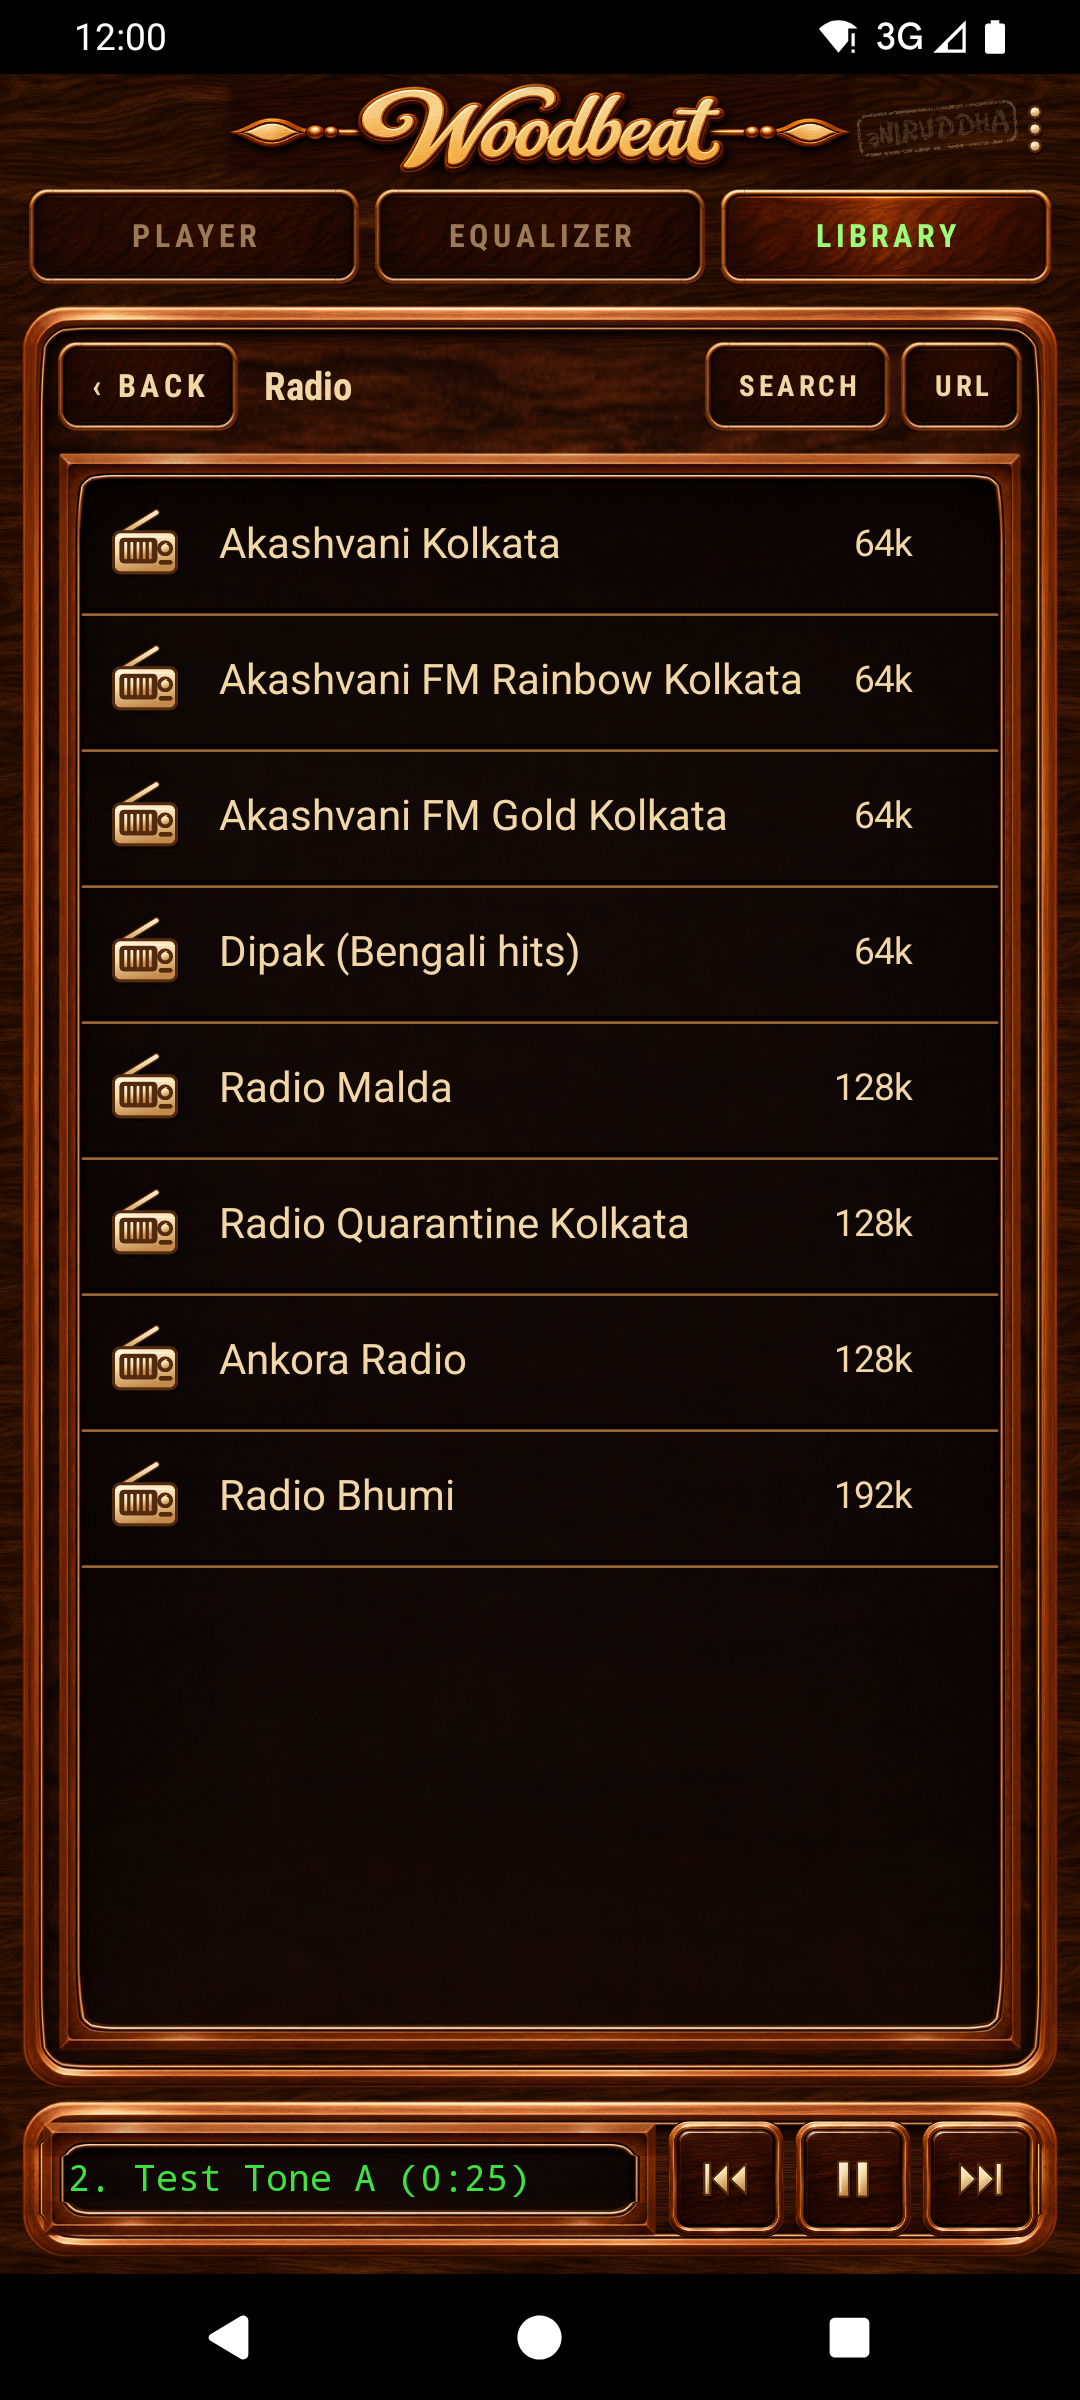 12:00
3G
Woodbeat
ANIRUDDHA
PLAYER
EQUALIZER
LIBRARY
‹ BACK
Radio
SEARCH
URL
Akashvani Kolkata 64k
Akashvani FM Rainbow Kolkata 64k
Akashvani FM Gold Kolkata 64k
Dipak (Bengali hits) 64k
Radio Malda 128k
Radio Quarantine Kolkata 128k
Ankora Radio 128k
Radio Bhumi 192k
2. Test Tone A (0:25)